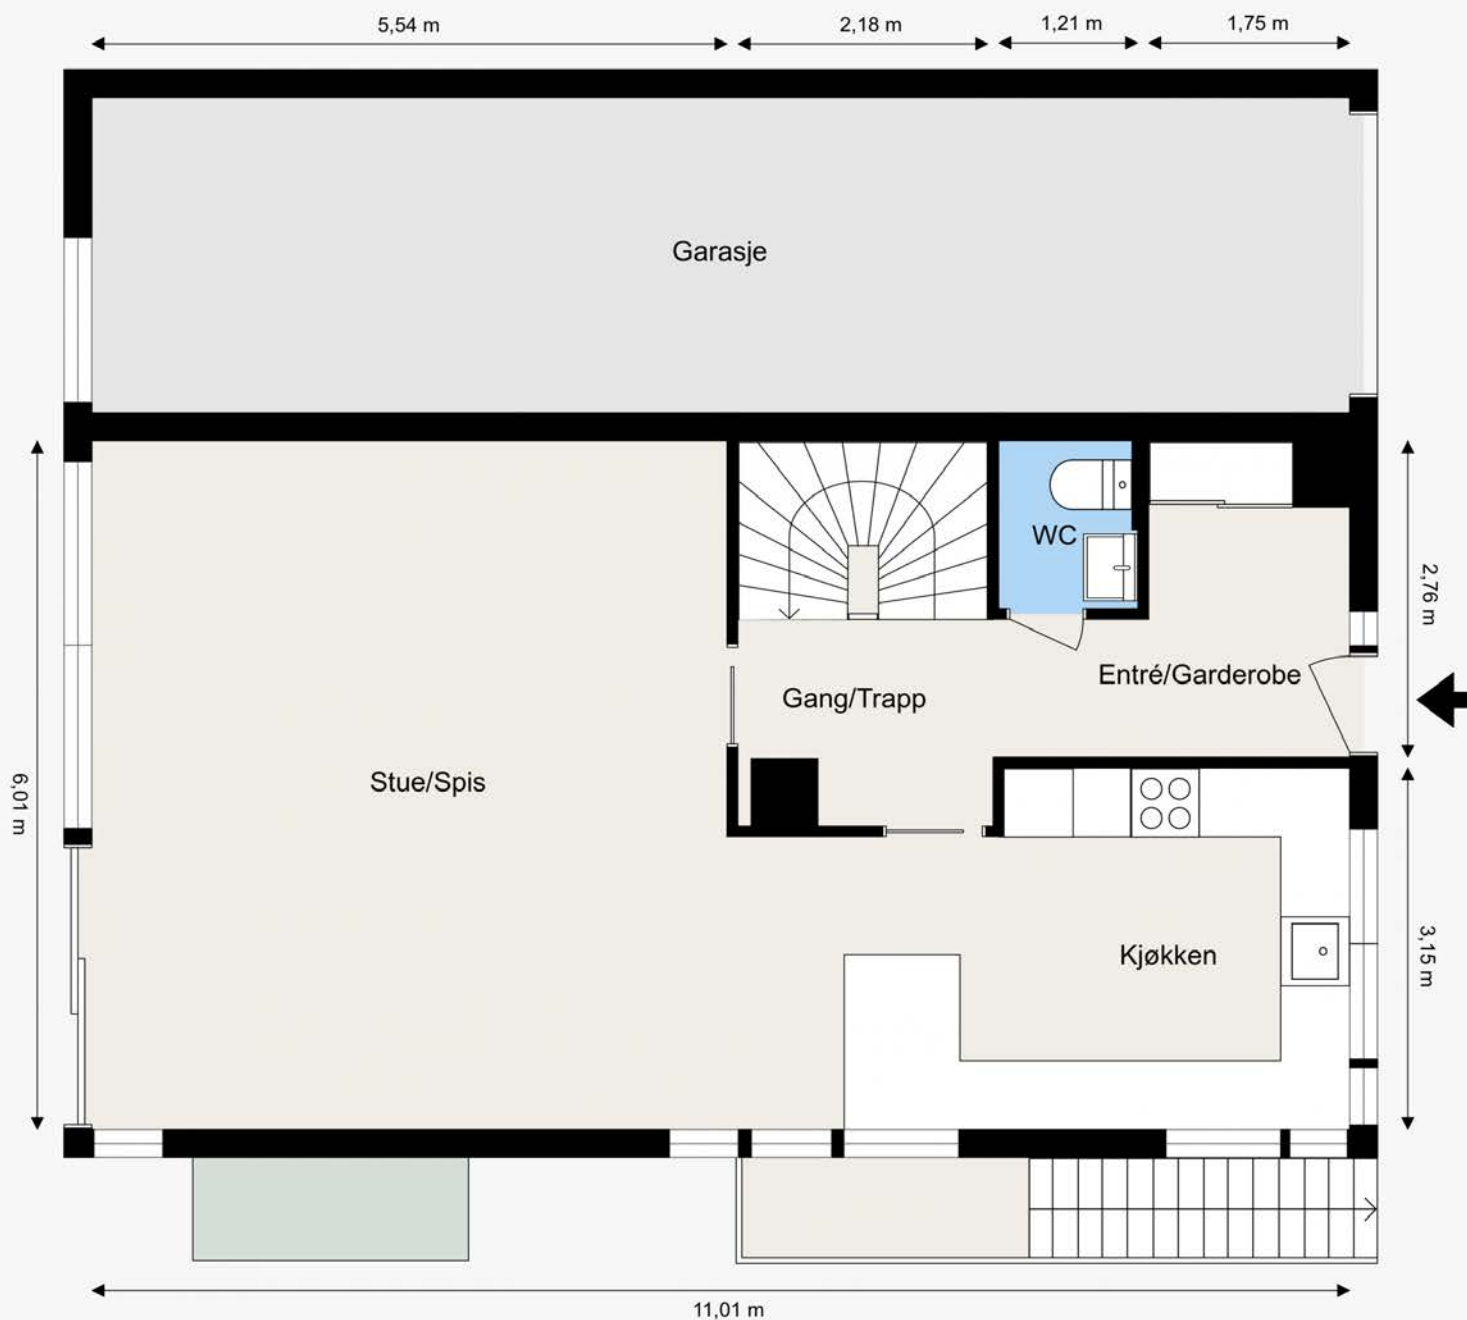 5,54 m
2,18 m
1,21 m
1,75 m
Garasje
WC
2,76 m
Entré/Garderobe
Gang/Trapp
Stue/Spis
6,01 m
Kjøkken
3,15 m
11,01 m